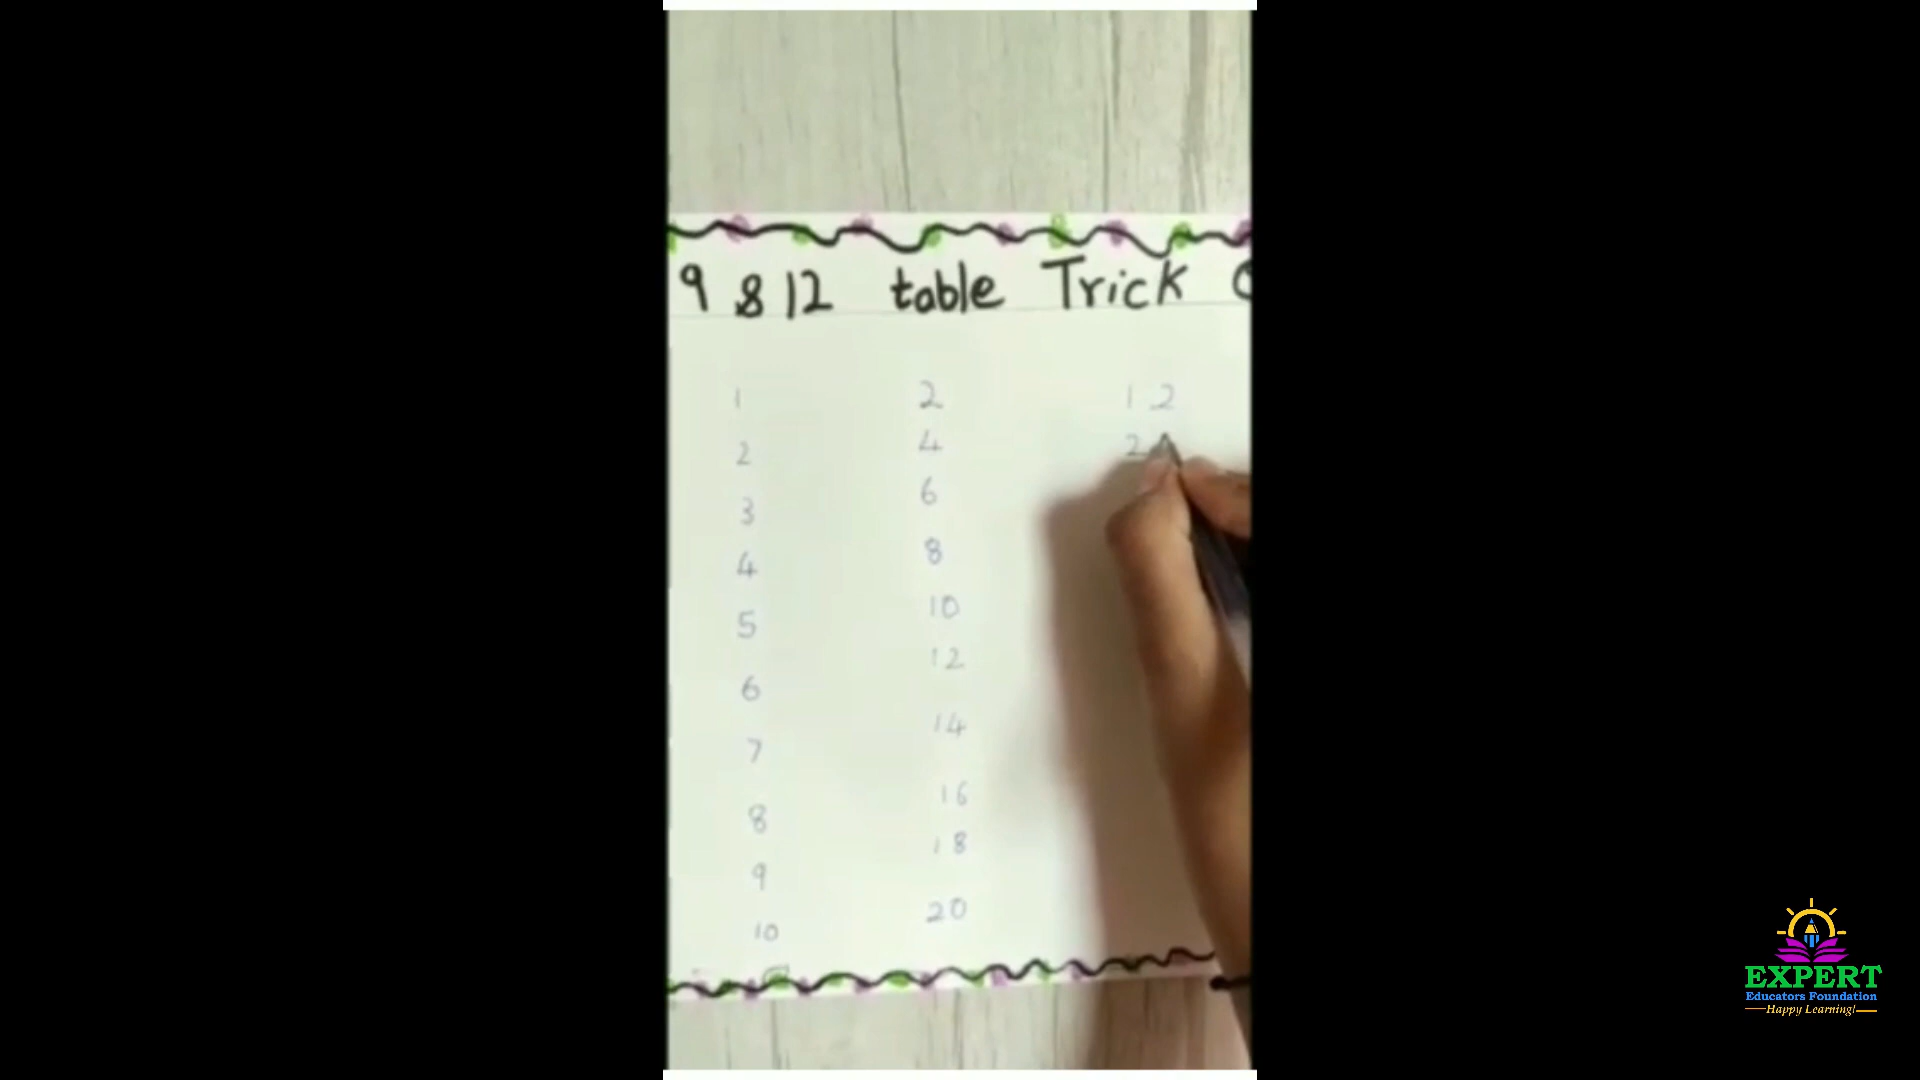 9 8 12 table Trick
1 2 12
2 4 2
3 6
4 8
5 10
6 12
7 14
8 16
9 18
10 20
EXPERT
Educators Foundation
Happy Learning!